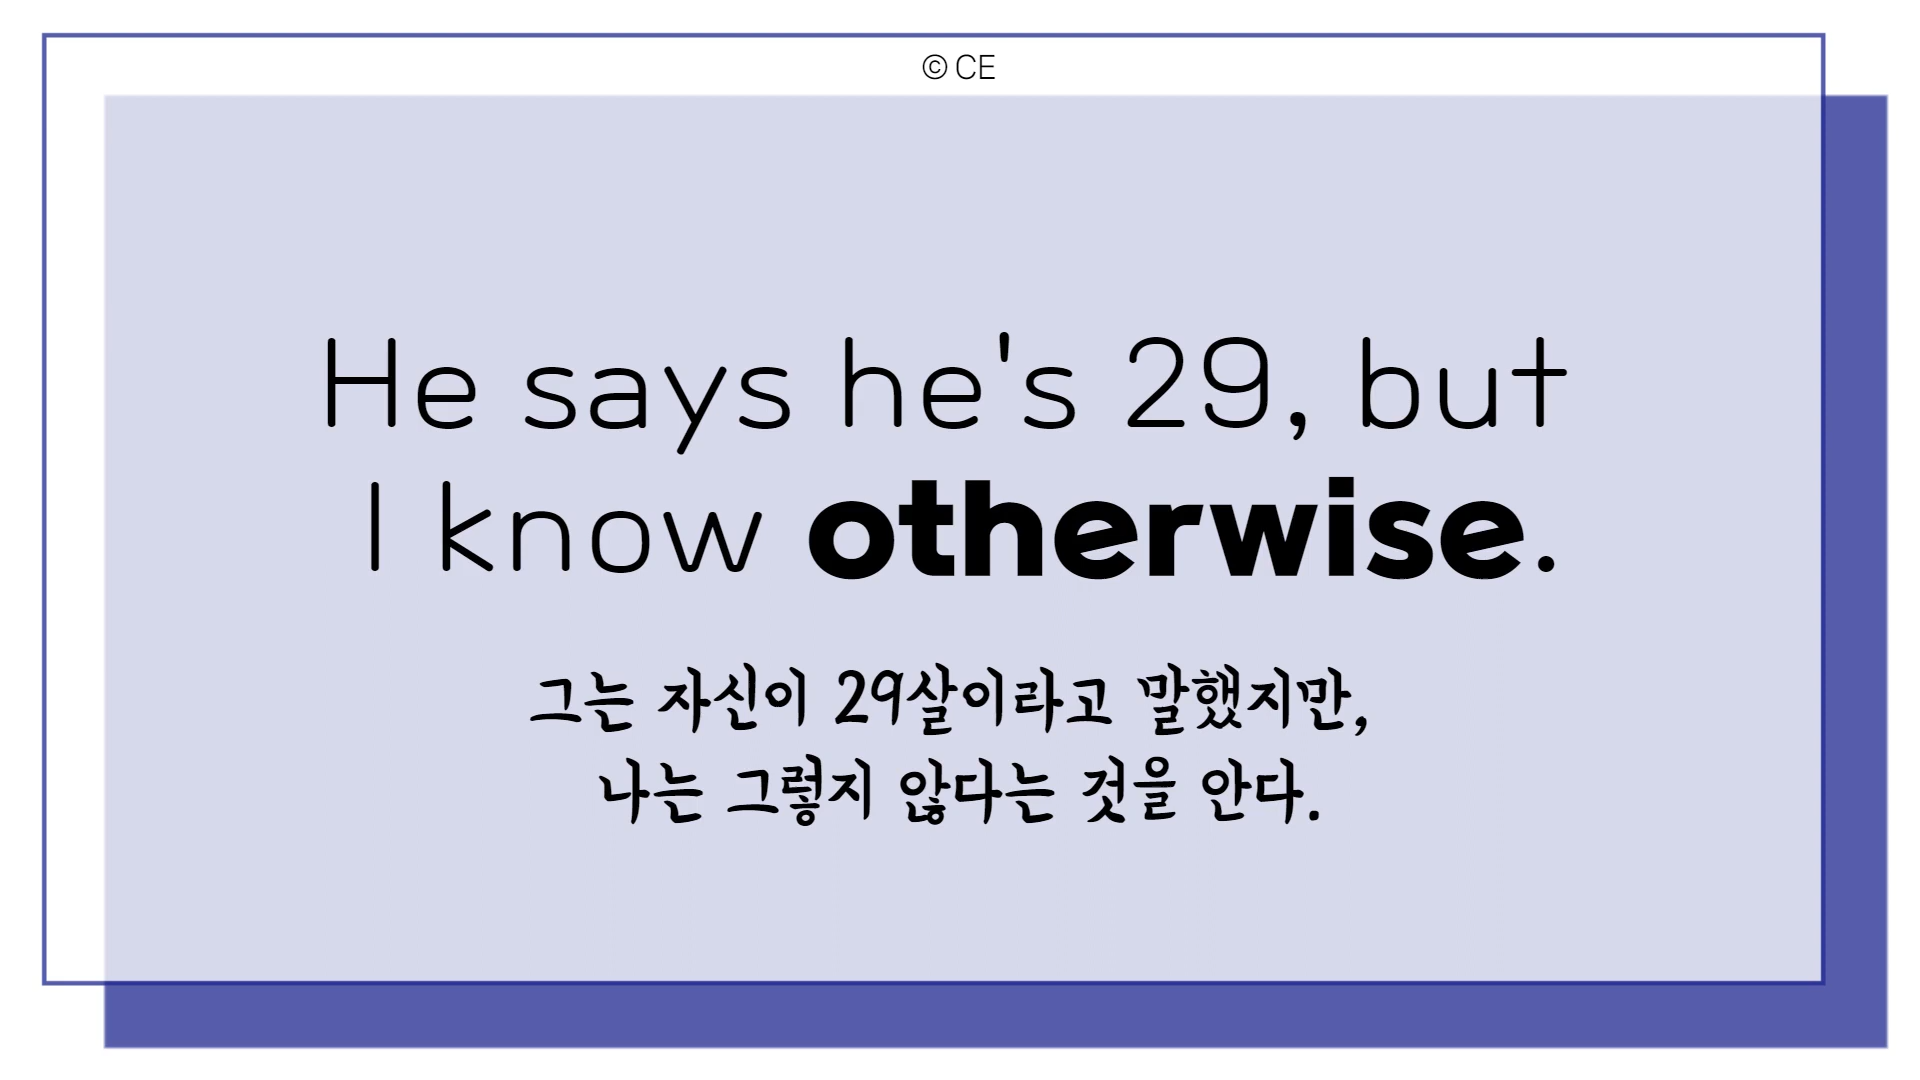 © CE
He says he's 29, but
I know otherwise.
그는 자신이 29살이라고 말했지만,
나는 그렇지 않다는 것을 안다.